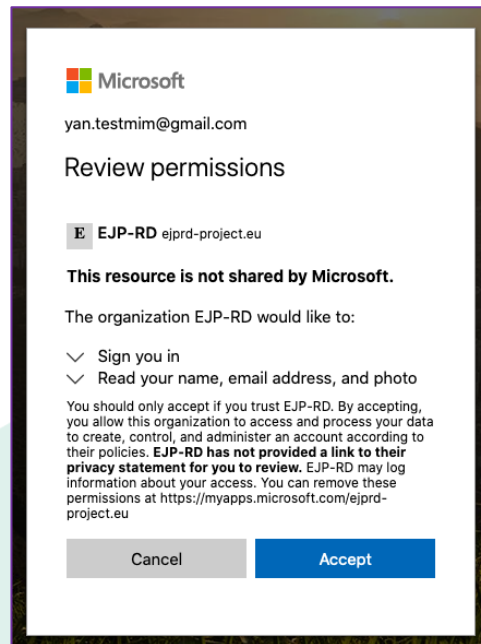 Microsoft
yan.testmim@gmail.com
Review permissions
E EJP-RD ejprd-project.eu
This resource is not shared by Microsoft.
The organization EJP-RD would like to:
Sign you in
Read your name, email address, and photo
You should only accept if you trust EJP-RD. By accepting,
you allow this organization to access and process your data
to create, control, and administer an account according to
their policies. EJP-RD has not provided a link to their
privacy statement for you to review. EJP-RD may log
information about your access. You can remove these
permissions at https://myapps.microsoft.com/ejprd-
project.eu
Cancel Accept